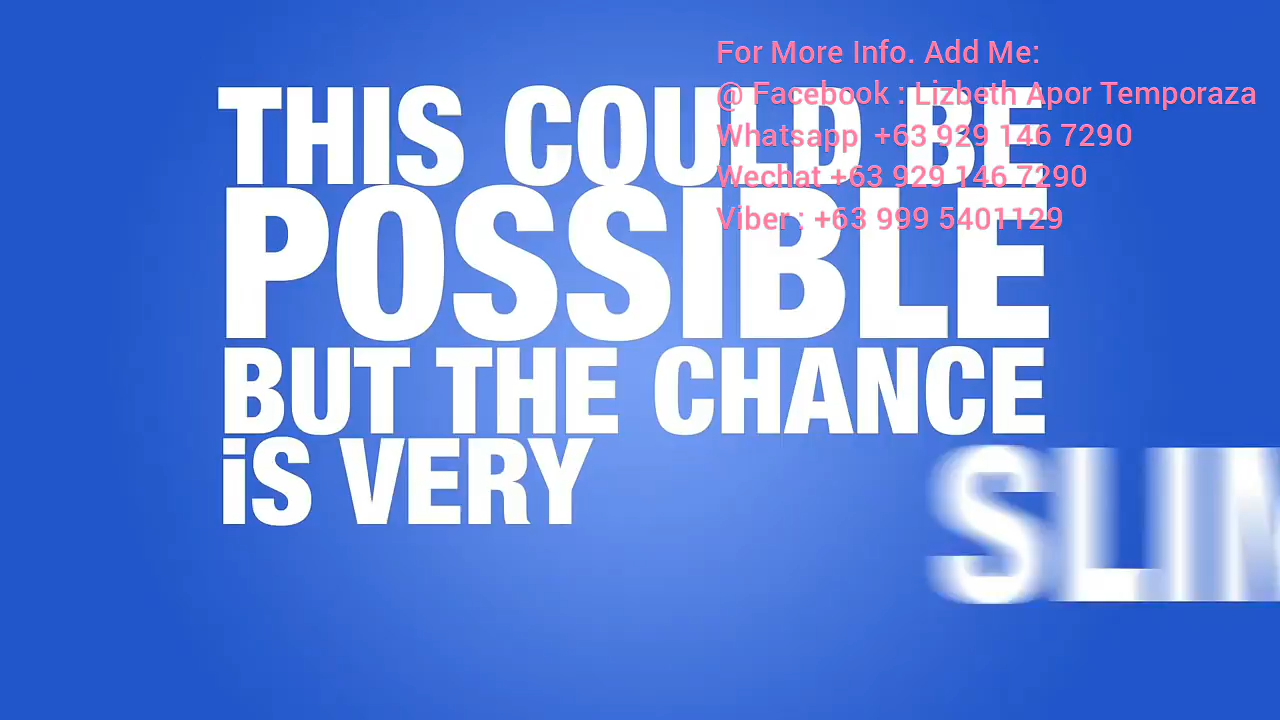 For More Info. Add Me:
@ Facebook : Lizbeth Apor Temporaza
Whatsapp +63 929 146 7290
Wechat +63 929 146 7290
Viber : +63 999 5401129
THIS COULD BE
POSSIBLE
BUT THE CHANCE
iS VERY